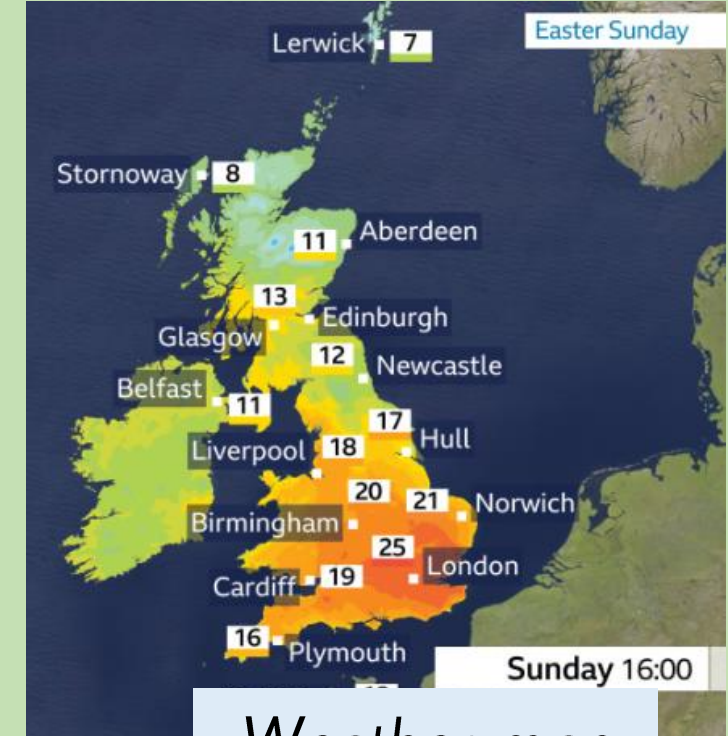 Easter Sunday
Lerwick 7
Stornoway 8
11 Aberdeen
13
Edinburgh
Glasgow
12
Newcastle
Belfast
11
17
Hull
Liverpool 18
20
21 Norwich
Birmingham
25
London
Cardiff 19
16
Plymouth
Sunday 16:00